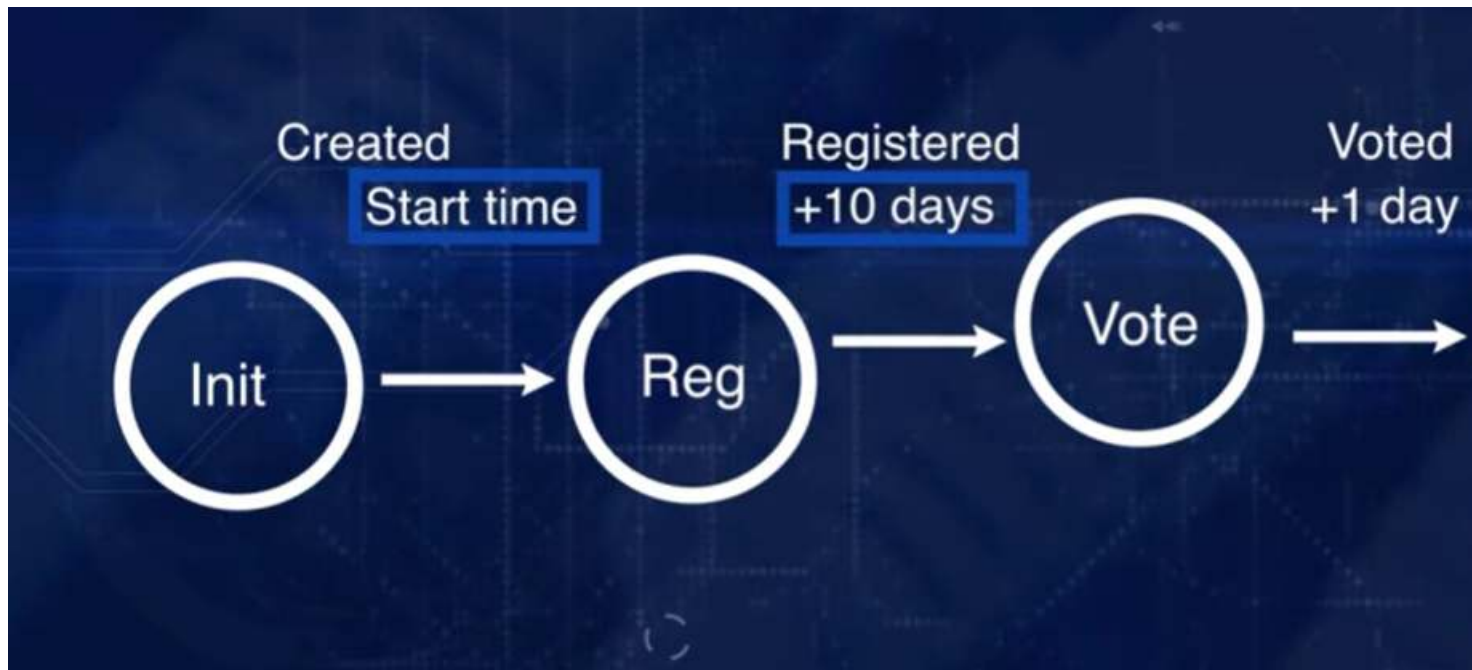 Created
Start time
Registered
+10 days
Voted
+1 day
Init
Reg
Vote